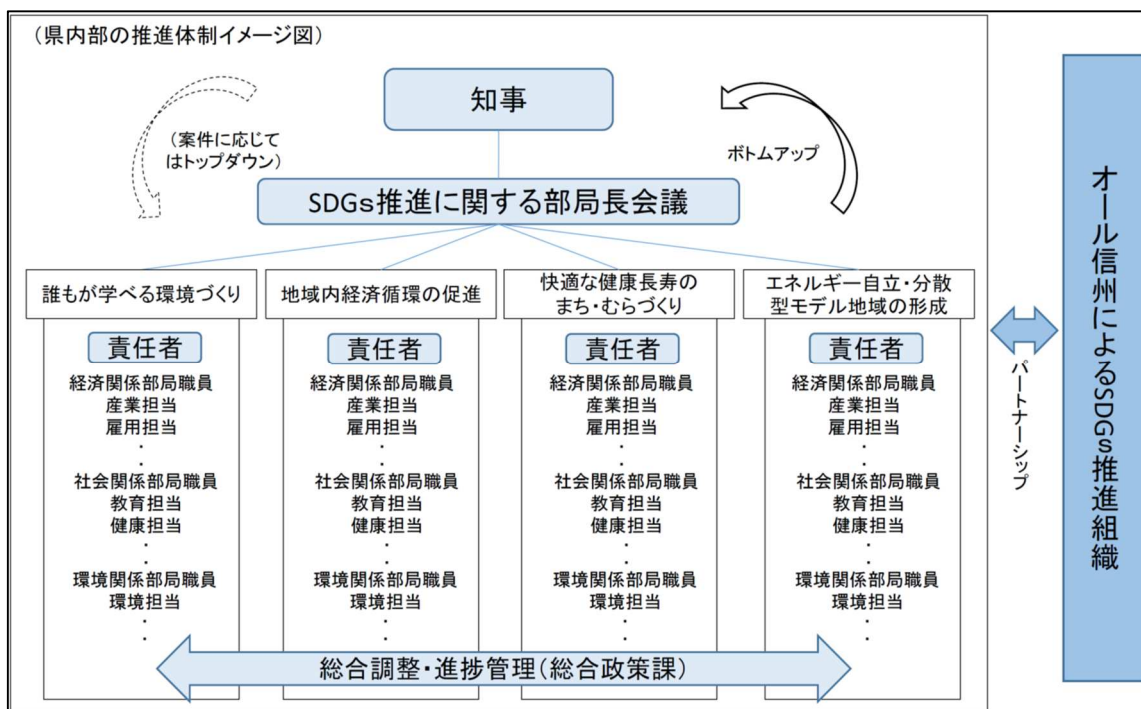 (県内部の推進体制イメージ図)
知事
(案件に応じて
はトップダウン)
ボトムアップ
SDGs推進に関する部局長会議
誰もが学べる環境づくり
責任者
経済関係部局職員
産業担当
雇用担当
・
・
社会関係部局職員
教育担当
健康担当
・
・
環境関係部局職員
環境担当
・
・
地域内経済循環の促進
責任者
経済関係部局職員
産業担当
雇用担当
・
・
社会関係部局職員
教育担当
健康担当
・
・
環境関係部局職員
環境担当
・
・
快適な健康長寿の
まち・むらづくり
責任者
経済関係部局職員
産業担当
雇用担当
・
・
社会関係部局職員
教育担当
健康担当
・
・
環境関係部局職員
環境担当
・
・
エネルギー自立・分散
型モデル地域の形成
責任者
経済関係部局職員
産業担当
雇用担当
・
・
社会関係部局職員
教育担当
健康担当
・
・
環境関係部局職員
環境担当
・
・
総合調整・進捗管理(総合政策課)
パートナーシップ
オール信州によるSDGs推進組織